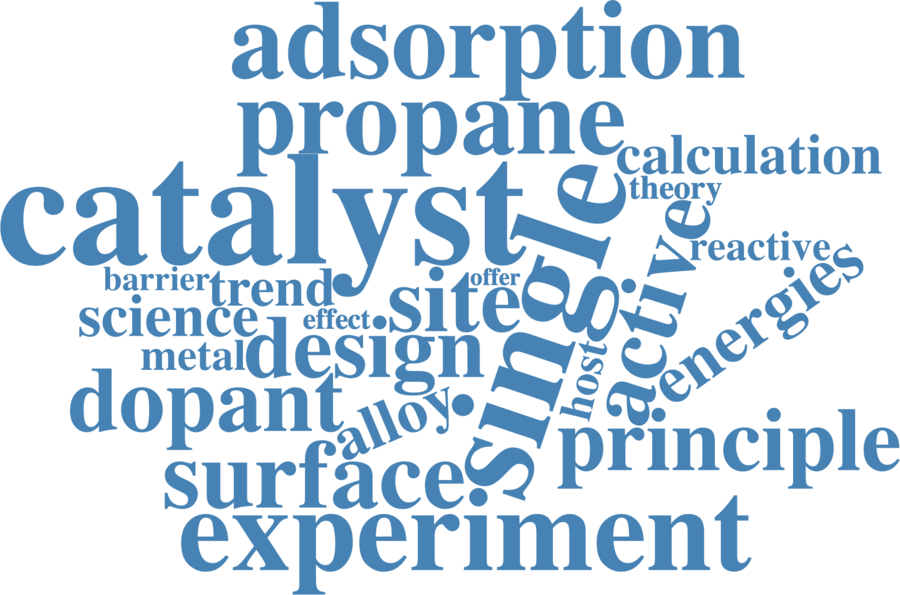 adsorption
propane
calculation
theory
catalyst
single
active
reactive
energies
barrier
trend
offer
site
science
effect
design
metal
host
dopant
alloy
principle
surface
experiment